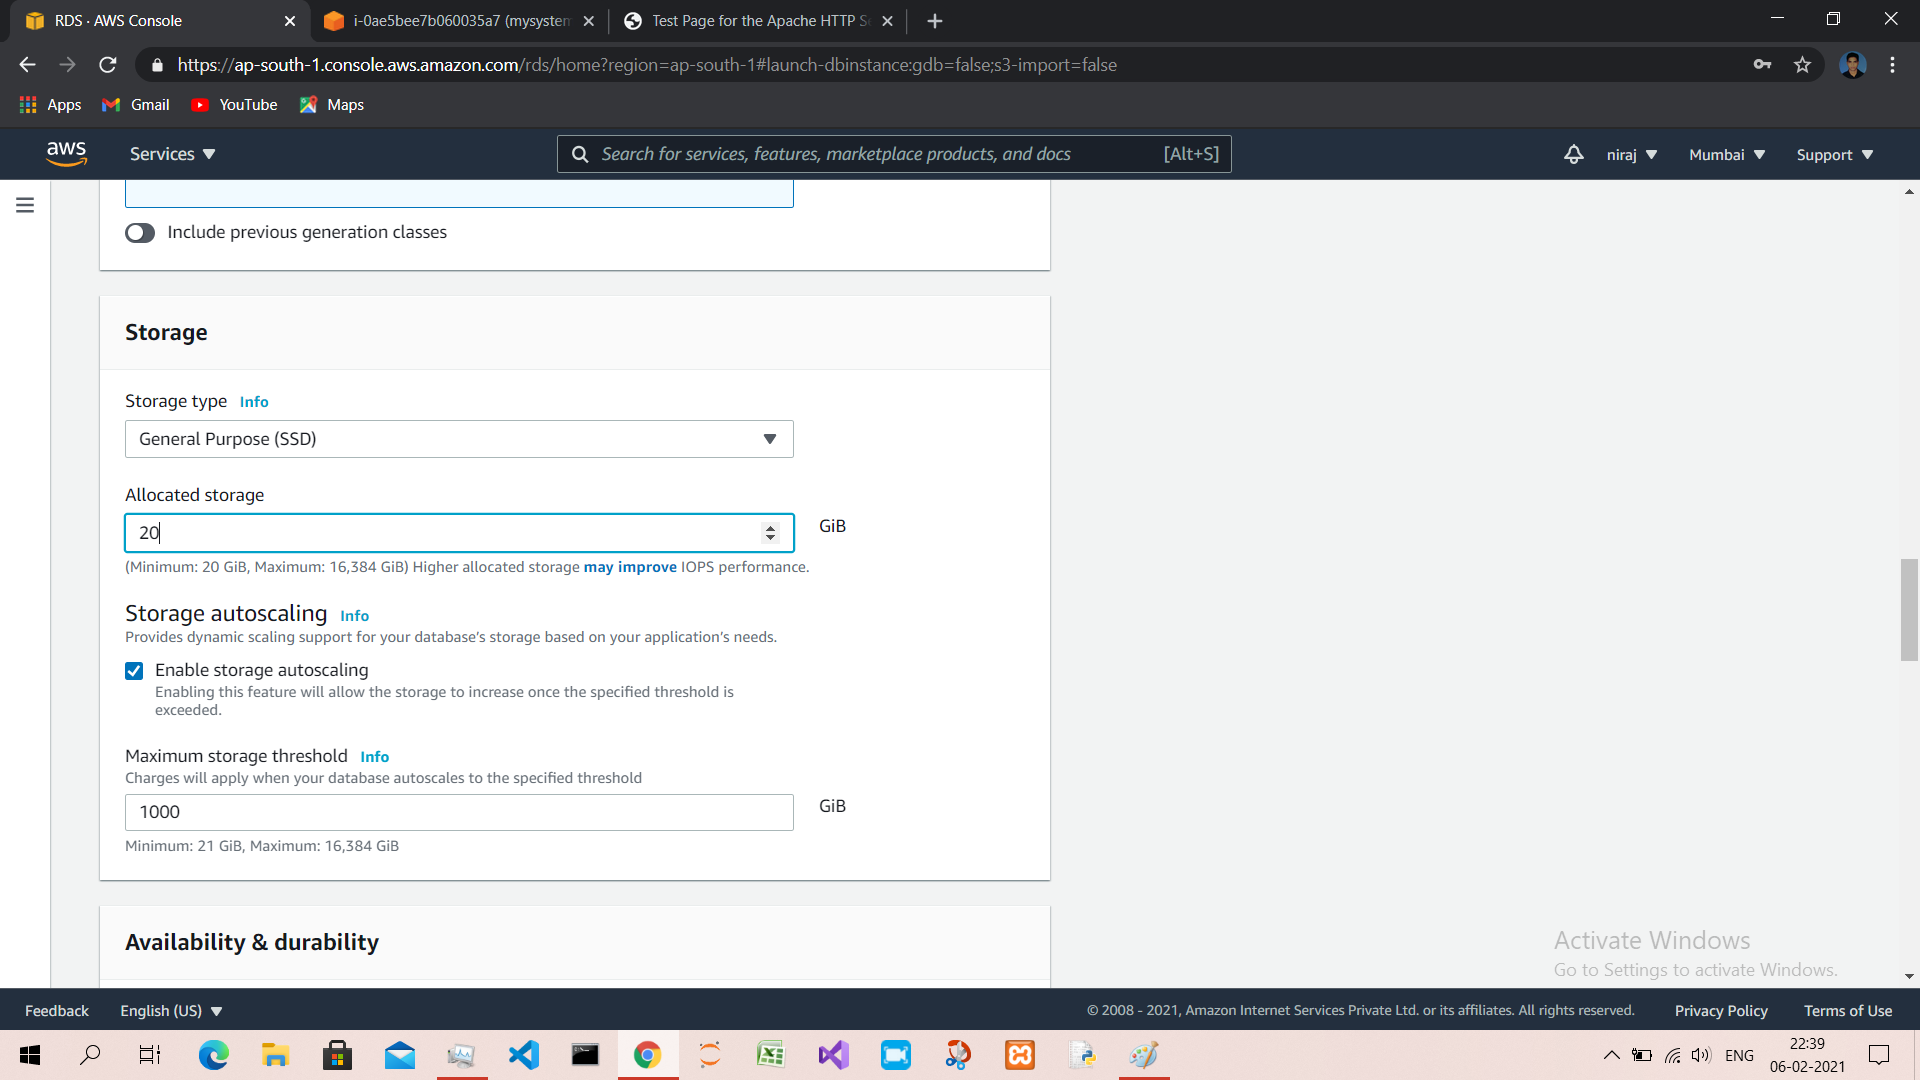 RDS · AWS Console
i-0ae5bee7b060035a7 (mysystem
Test Page for the Apache HTTP Se
https://ap-south-1.console.aws.amazon.com/rds/home?region=ap-south-1#launch-dbinstance:gdb=false;s3-import=false
Apps Gmail YouTube Maps
aws Services Search for services, features, marketplace products, and docs [Alt+S] niraj Mumbai Support
Include previous generation classes
Storage
Storage type Info
General Purpose (SSD)
Allocated storage
20 GiB
(Minimum: 20 GiB, Maximum: 16,384 GiB) Higher allocated storage may improve IOPS performance.
Storage autoscaling Info
Provides dynamic scaling support for your database's storage based on your application's needs.
Enable storage autoscaling
Enabling this feature will allow the storage to increase once the specified threshold is
exceeded.
Maximum storage threshold Info
Charges will apply when your database autoscales to the specified threshold
1000 GiB
Minimum: 21 GiB, Maximum: 16,384 GiB
Availability & durability
Activate Windows
Go to Settings to activate Windows.
Feedback English (US) © 2008 - 2021, Amazon Internet Services Private Ltd. or its affiliates. All rights reserved. Privacy Policy Terms of Use
ENG
22:39
06-02-2021